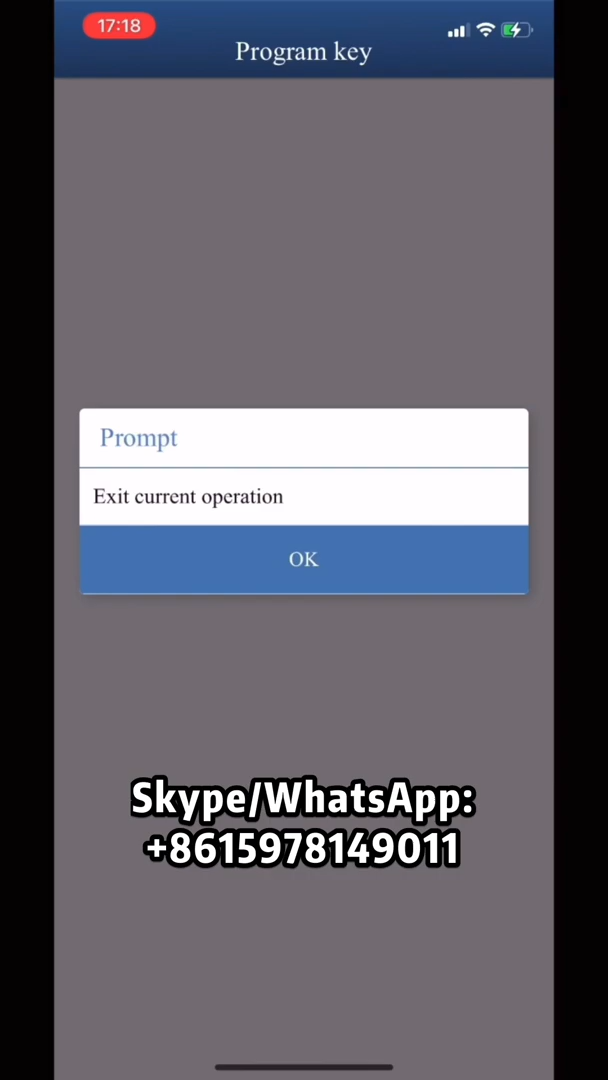 17:18
Program key
Prompt
Exit current operation
OK
Skype/WhatsApp:
+8615978149011